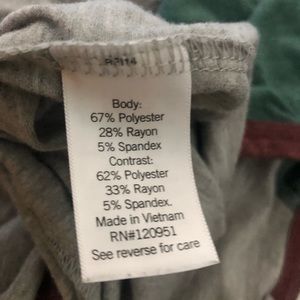 Body:
67% Polyester
28% Rayon
5% Spandex
Contrast:
62% Polyester
33% Rayon
5% Spandex.
Made in Vietnam
RN#120951
See reverse for care